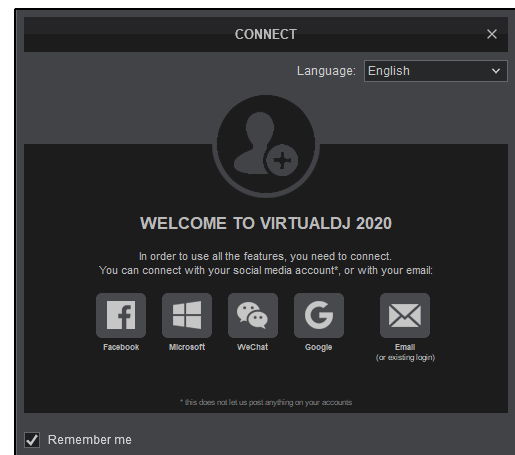 CONNECT
Language: English
WELCOME TO VIRTUALDJ 2020
In order to use all the features, you need to connect.
You can connect with your social media account*, or with your email:
Facebook Microsoft WeChat Google Email
(or existing login)
* this does not let us post anything on your accounts
Remember me